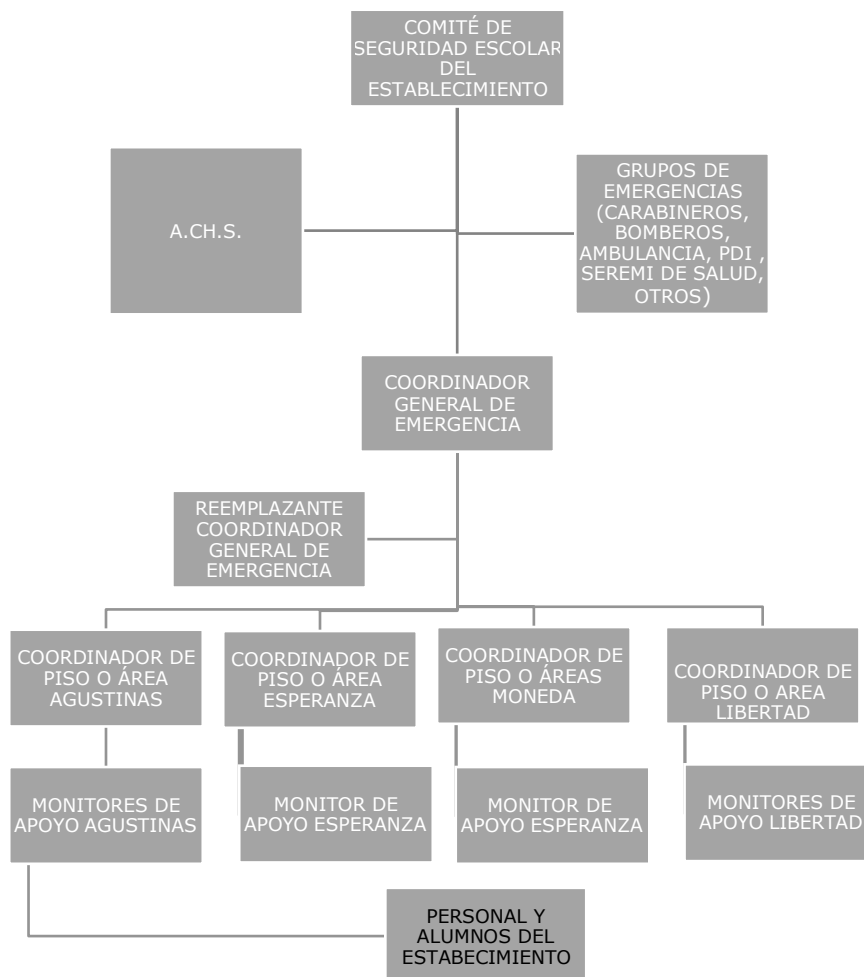 COMITÉ DE
SEGURIDAD ESCOLAR
DEL
ESTABLECIMIENTO
A.CH.S.
GRUPOS DE
EMERGENCIAS
(CARABINEROS,
BOMBEROS,
AMBULANCIA, PDI ,
SEREMI DE SALUD,
OTROS)
COORDINADOR
GENERAL DE
EMERGENCIA
REEMPLAZANTE
COORDINADOR
GENERAL DE
EMERGENCIA
COORDINADOR DE
PISO O ÁREA
AGUSTINAS
COORDINADOR DE
PISO O ÁREA
ESPERANZA
COORDINADOR DE
PISO O ÁREAS
MONEDA
COORDINADOR DE
PISO O AREA
LIBERTAD
MONITORES DE
APOYO AGUSTINAS
MONITOR DE
APOYO ESPERANZA
MONITOR DE
APOYO ESPERANZA
MONITORES DE
APOYO LIBERTAD
PERSONAL Y
ALUMNOS DEL
ESTABECIMIENTO